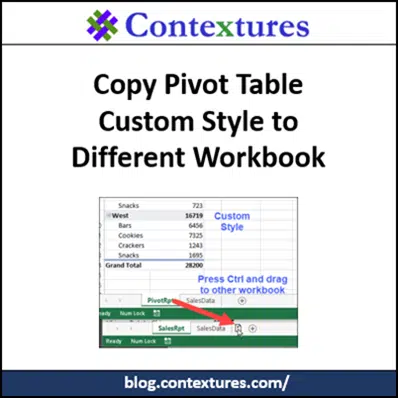 Contextures
Copy Pivot Table
Custom Style to
Different Workbook
Snacks 723
West 16719
Custom
Style
Bars 6456
Cookies 7325
Crackers 1243
Snacks 1695
Grand Total 28200
Press Ctrl and drag
to other workbook
PivotRpt SalesData
Ready Num Lock
SalesRpt SalesData
Ready Num Lock
blog.contextures.com/